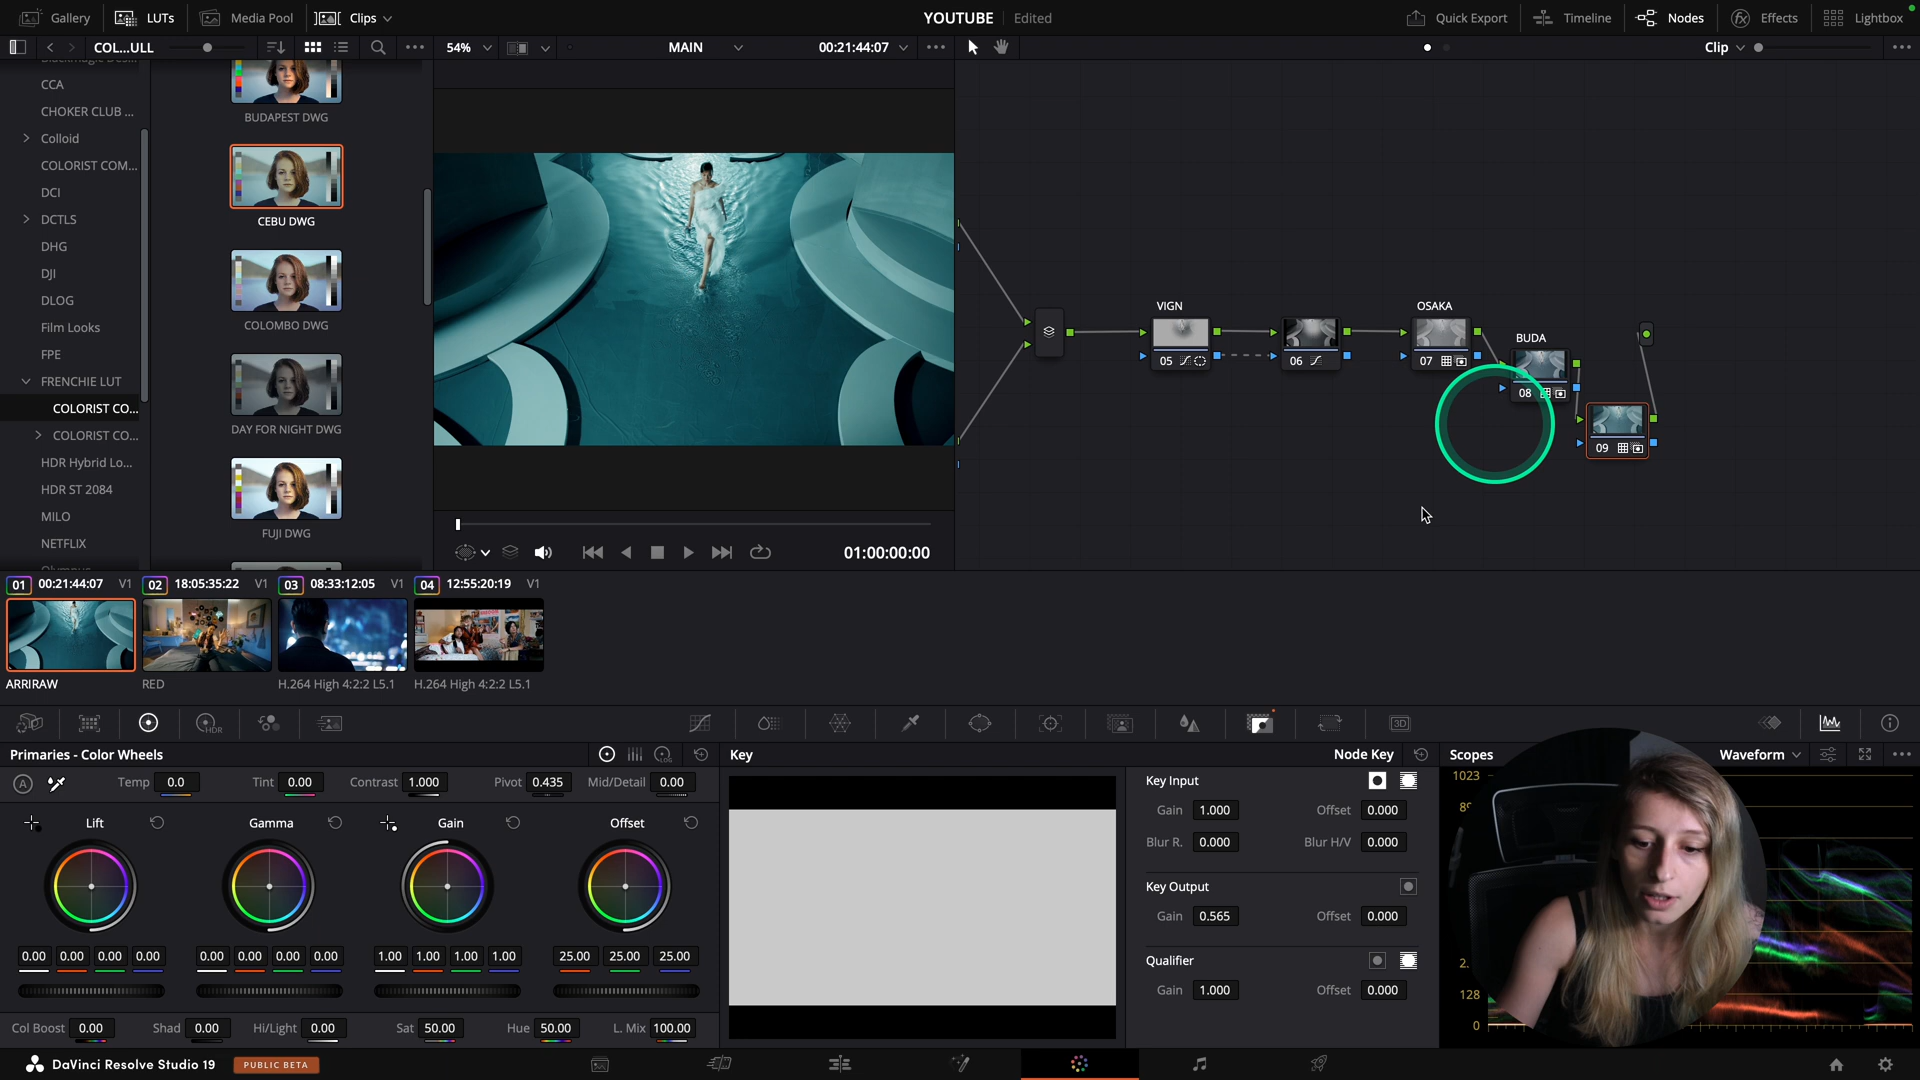 Gallery
LUTs
Media Pool
Clips
YOUTUBE
Edited
Quick Export
Timeline
Nodes
Effects
Lightbox
COL...ULL
54%
MAIN
00:21:44:07
Clip
CCA
CHOKER CLUB ...
Colloid
COLORIST COM...
DCI
DCTLS
DHG
DJI
DLOG
Film Looks
FPE
FRENCHIE LUT
COLORIST CO...
COLORIST CO...
HDR Hybrid Lo...
HDR ST 2084
MILO
NETFLIX
BUDAPEST DWG
CEBU DWG
COLOMBO DWG
DAY FOR NIGHT DWG
FUJI DWG
01:00:00:00
VIGN
05
06
OSAKA
07
BUDA
08
09
01 00:21:44:07 V1
02 18:05:35:22 V1
03 08:33:12:05 V1
04 12:55:20:19 V1
ARRIRAW
RED
H.264 High 4:2:2 L5.1
H.264 High 4:2:2 L5.1
HDR
3D
Primaries - Color Wheels
LOG
A
Temp 0.0
Tint 0.00
Contrast 1.000
Pivot 0.435
Mid/Detail 0.00
Lift
Gamma
Gain
Offset
0.00 0.00 0.00 0.00
0.00 0.00 0.00 0.00
1.00 1.00 1.00 1.00
25.00 25.00 25.00
Col Boost 0.00
Shad 0.00
Hi/Light 0.00
Sat 50.00
Hue 50.00
L. Mix 100.00
Key
Node Key
Key Input
Gain 1.000
Offset 0.000
Blur R. 0.000
Blur H/V 0.000
Key Output
Gain 0.565
Offset 0.000
Qualifier
Gain 1.000
Offset 0.000
Scopes
Waveform
1023
128
0
DaVinci Resolve Studio 19
PUBLIC BETA